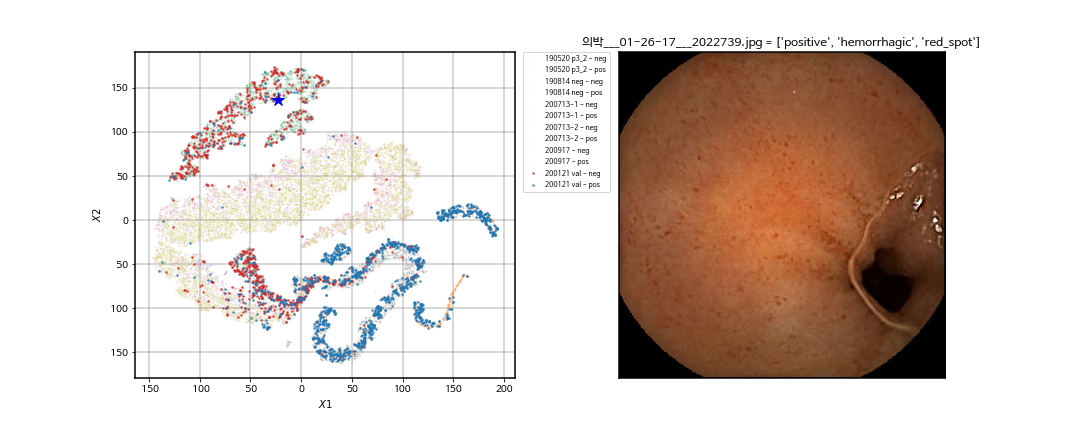 의박___01-26-17___2022739.jpg = ['positive', 'hemorrhagic', 'red_spot']
190520 p3_2 - neg
190520 p3_2 - pos
190814 neg - neg
190814 neg - pos
200713-1 - neg
200713-1 - pos
200713-2 - neg
200713-2 - pos
200917 - neg
200917 - pos
200121 val - neg
200121 val - pos
150
100
50
0
50
100
150
X2
150 100 50 0 50 100 150 200
X1